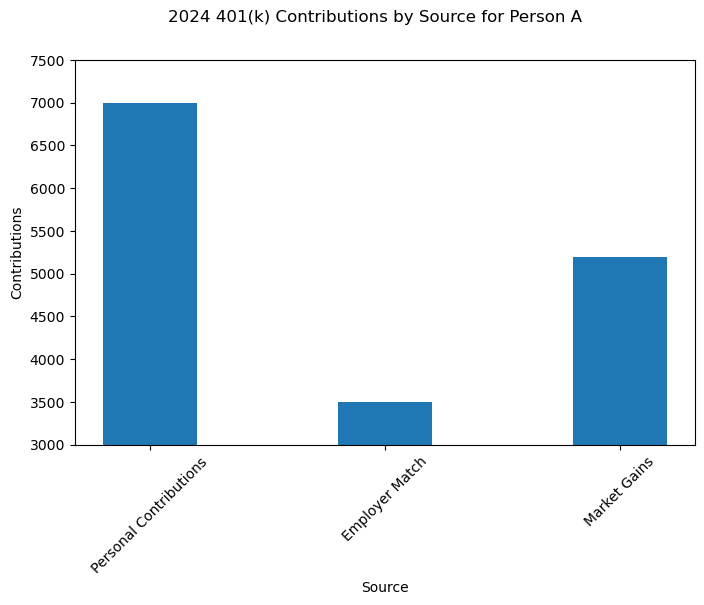 2024 401(k) Contributions by Source for Person A
7500
7000
6500
6000
5500
5000
4500
4000
3500
3000
Contributions
Personal Contributions
Employer Match
Market Gains
Source